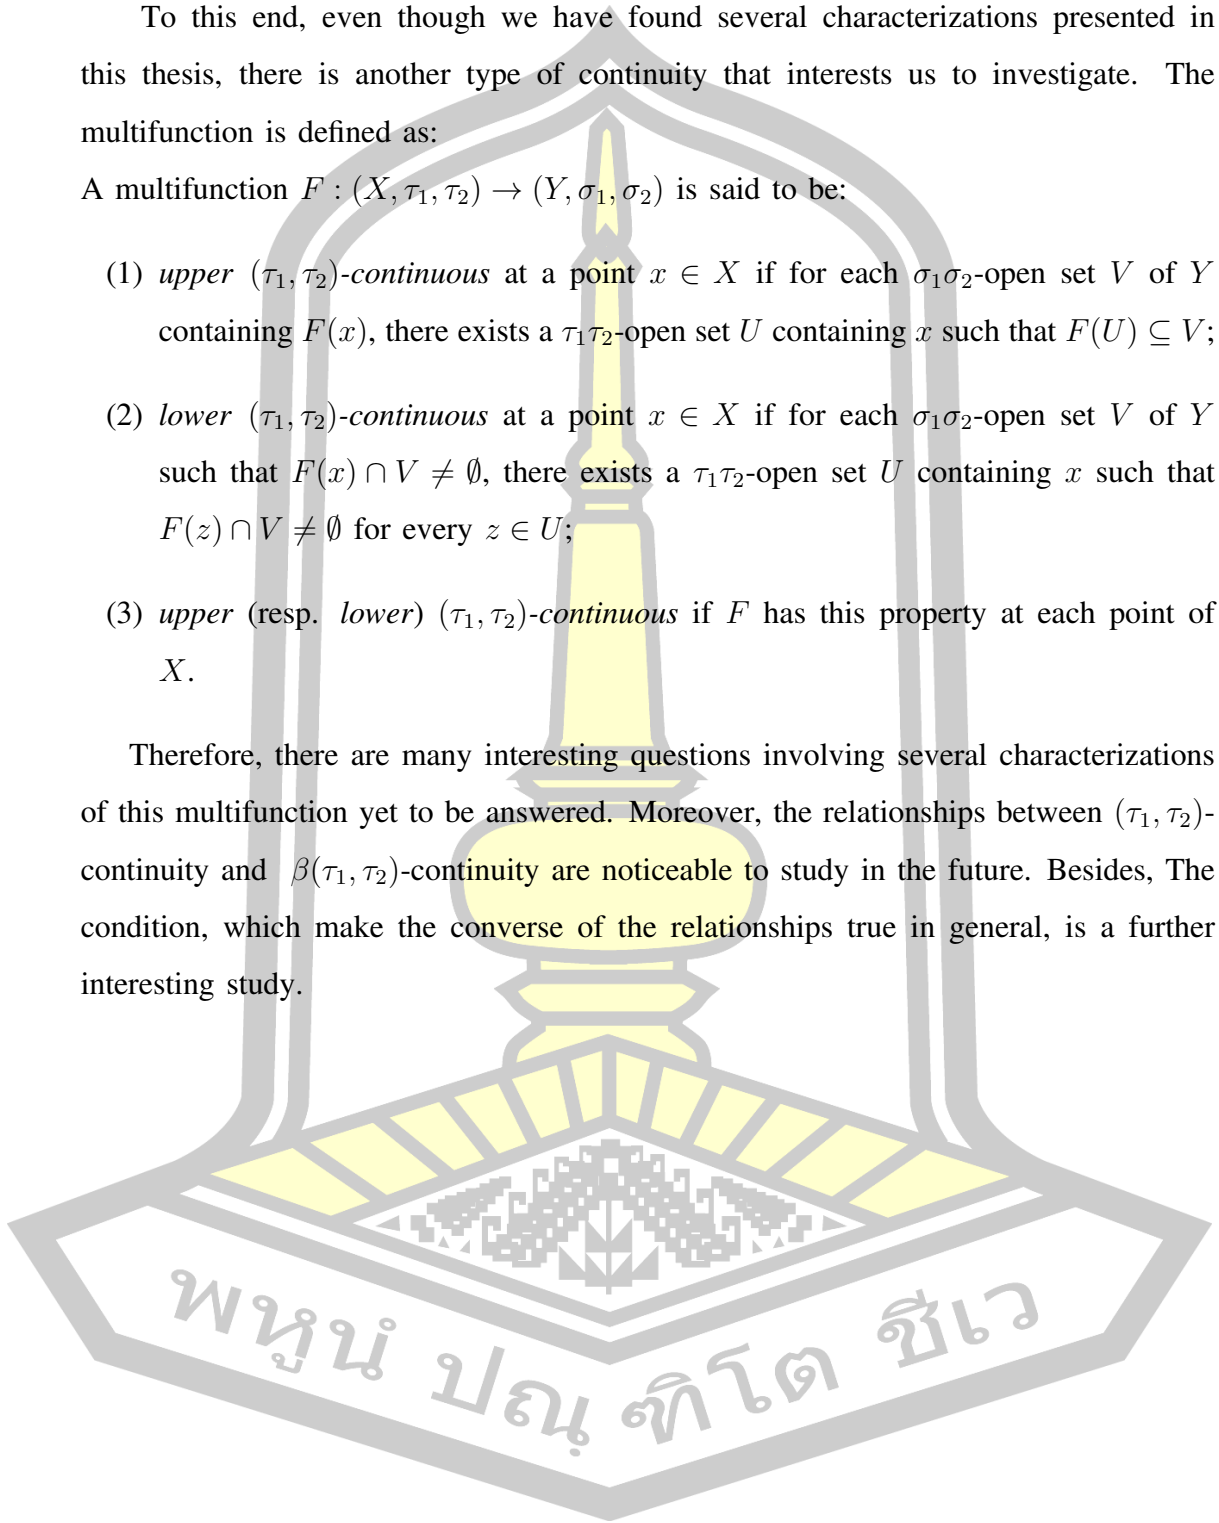 To this end, even though we have found several characterizations presented in
this thesis, there is another type of continuity that interests us to investigate. The
multifunction is defined as:
A multifunction F : (X, τ₁, τ₂) → (Y, σ₁, σ₂) is said to be:
(1) upper (τ₁, τ₂)-continuous at a point x ∈ X if for each σ₁σ₂-open set V of Y
containing F(x), there exists a τ₁τ₂-open set U containing x such that F(U) ⊆ V;
(2) lower (τ₁, τ₂)-continuous at a point x ∈ X if for each σ₁σ₂-open set V of Y
such that F(x) ∩ V ≠ ∅, there exists a τ₁τ₂-open set U containing x such that
F(z) ∩ V ≠ ∅ for every z ∈ U;
(3) upper (resp. lower) (τ₁, τ₂)-continuous if F has this property at each point of
X.
Therefore, there are many interesting questions involving several characterizations
of this multifunction yet to be answered. Moreover, the relationships between (τ₁, τ₂)-
continuity and β(τ₁, τ₂)-continuity are noticeable to study in the future. Besides, The
condition, which make the converse of the relationships true in general, is a further
interesting study.
พหูนํ ปณฺฑิโต ชีเว